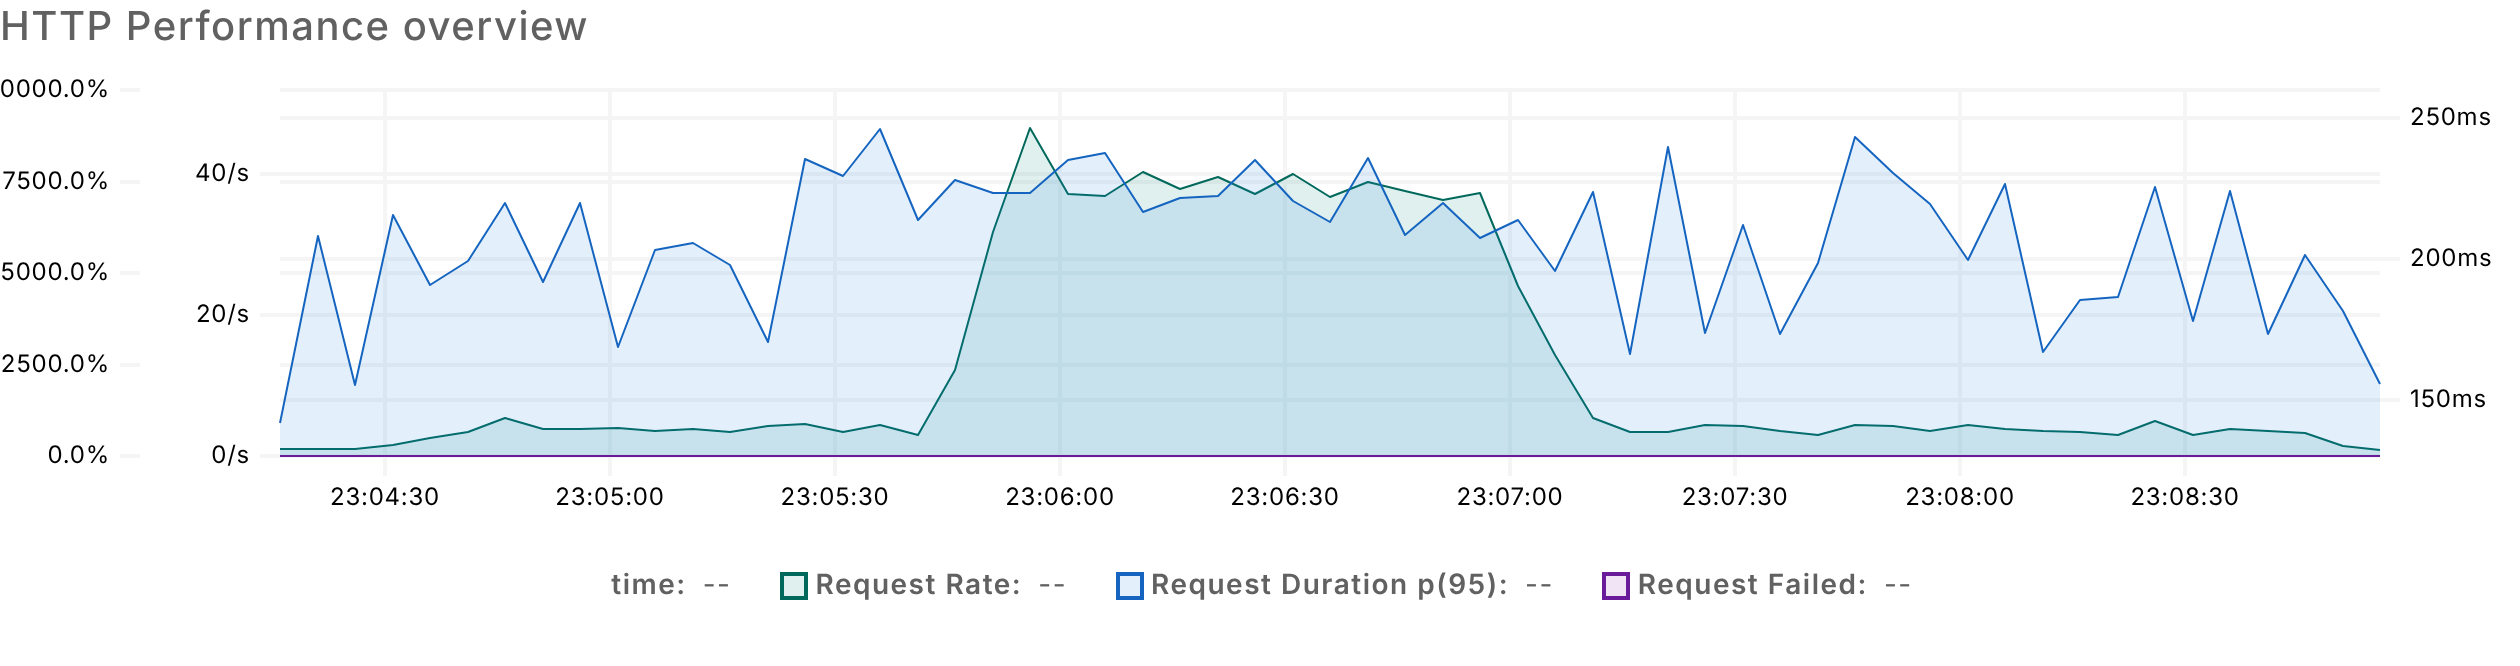 HTTP Performance overview
0000.0%
7500.0%
5000.0%
2500.0%
0.0%
40/s
20/s
0/s
250ms
200ms
150ms
23:04:30 23:05:00 23:05:30 23:06:00 23:06:30 23:07:00 23:07:30 23:08:00 23:08:30
time: -- Request Rate: -- Request Duration p(95): -- Request Failed: --